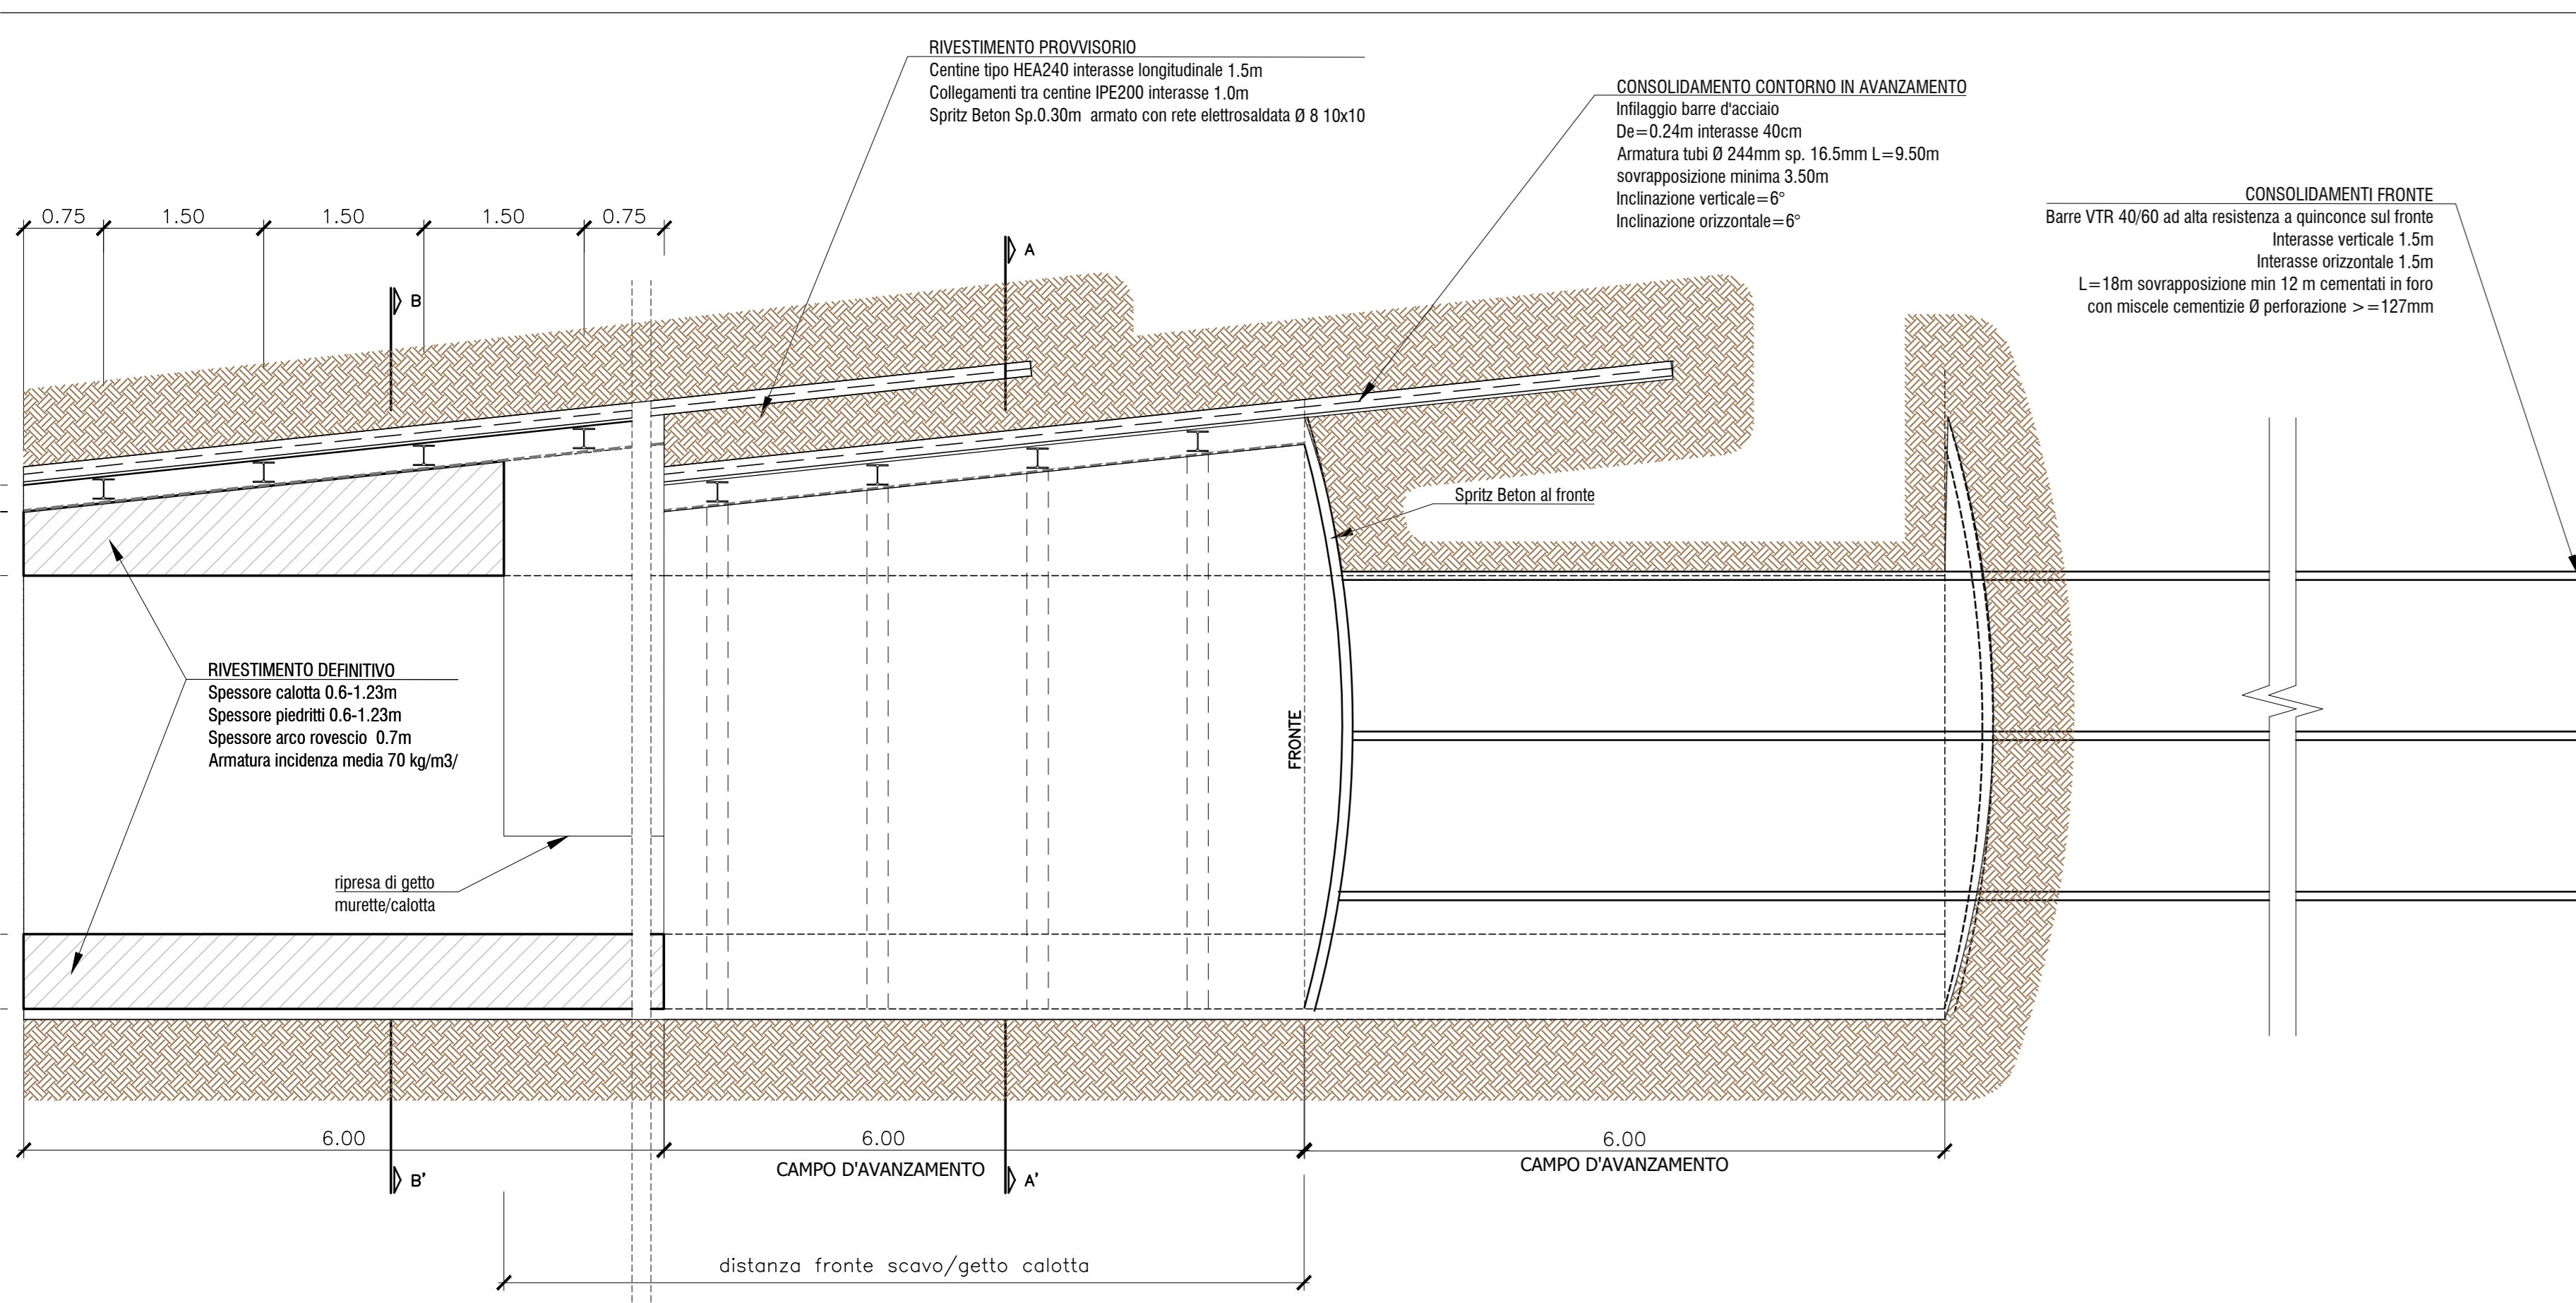 RIVESTIMENTO PROVVISORIO
Centine tipo HEA240 interasse longitudinale 1.5m
Collegamenti tra centine IPE200 interasse 1.0m
Spritz Beton Sp.0.30m armato con rete elettrosaldata Ø 8 10x10
CONSOLIDAMENTO CONTORNO IN AVANZAMENTO
Infilaggio barre d'acciaio
De=0.24m interasse 40cm
Armatura tubi Ø 244mm sp. 16.5mm L=9.50m
sovrapposizione minima 3.50m
Inclinazione verticale=6°
Inclinazione orizzontale=6°
CONSOLIDAMENTI FRONTE
Barre VTR 40/60 ad alta resistenza a quinconce sul fronte
Interasse verticale 1.5m
Interasse orizzontale 1.5m
L=18m sovrapposizione min 12 m cementati in foro
con miscele cementizie Ø perforazione >=127mm
0.75 1.50 1.50 1.50 0.75
A
B
Spritz Beton al fronte
RIVESTIMENTO DEFINITIVO
Spessore calotta 0.6-1.23m
Spessore piedritti 0.6-1.23m
Spessore arco rovescio 0.7m
Armatura incidenza media 70 kg/m3/
FRONTE
ripresa di getto
murette/calotta
6.00 6.00 6.00
CAMPO D'AVANZAMENTO CAMPO D'AVANZAMENTO
B' A'
distanza fronte scavo/getto calotta